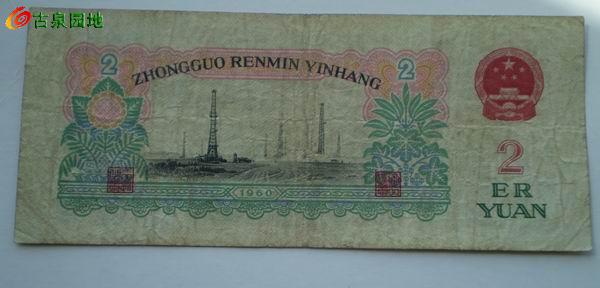 古泉园地
2
ZHONGGUO RENMIN YINHANG
2
1960
2
ER
YUAN